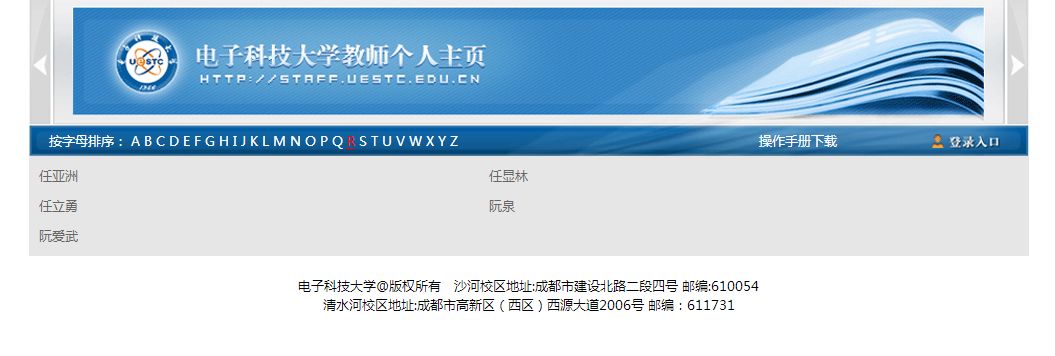 电子科技大学教师个人主页
UESTC
1956
HTTP://STAFF.UESTC.EDU.CN
按字母排序： A B C D E F G H I J K L M N O P Q R S T U V W X Y Z 操作手册下载 登录入口
任亚洲 任显林
任立勇 阮泉
阮爱武
电子科技大学@版权所有 沙河校区地址:成都市建设北路二段四号 邮编:610054
清水河校区地址:成都市高新区（西区）西源大道2006号 邮编：611731